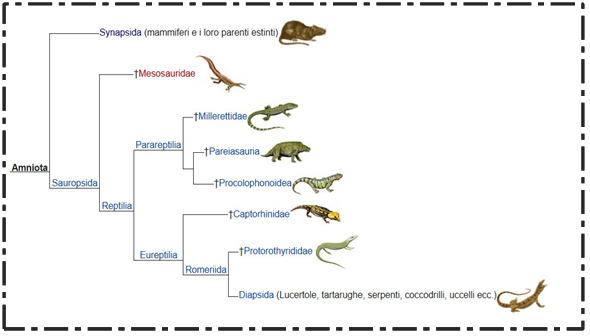 Synapsida (mammiferi e i loro parenti estinti)
†Mesosauridae
†Millerettidae
Parareptilia
†Pareiasauria
Amniota
Sauropsida
†Procolophonoidea
Reptilia
†Captorhinidae
†Protorothyrididae
Eureptilia
Romeriida
Diapsida (Lucertole, tartarughe, serpenti, coccodrilli, uccelli ecc.)